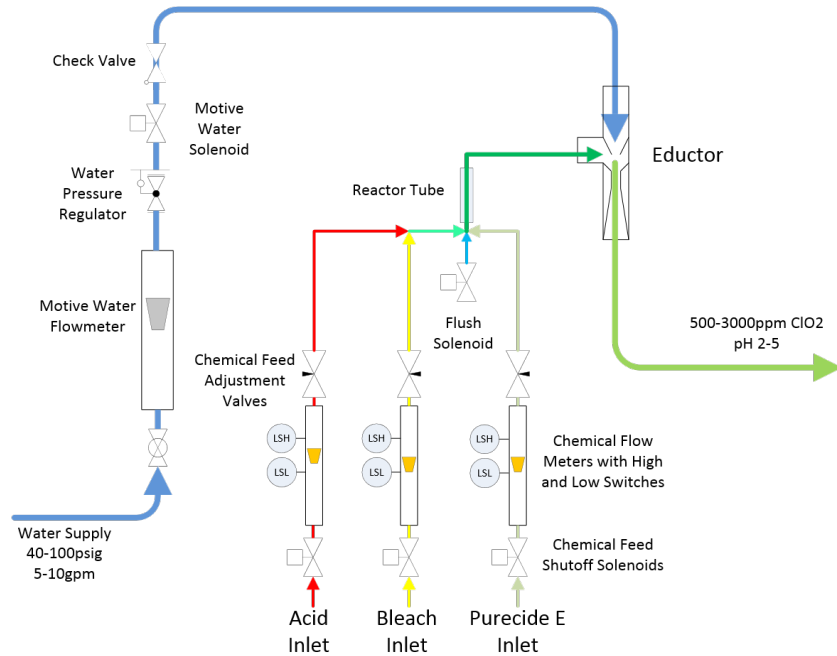 Check Valve
Motive
Water
Solenoid
Water
Pressure
Regulator
Motive Water
Flowmeter
Water Supply
40-100psig
5-10gpm
Reactor Tube
Eductor
Flush
Solenoid
500-3000ppm ClO2
pH 2-5
Chemical Feed
Adjustment
Valves
LSH
LSL
LSH
LSL
LSH
LSL
Chemical Flow
Meters with High
and Low Switches
Chemical Feed
Shutoff Solenoids
Acid
Inlet
Bleach
Inlet
Purecide E
Inlet